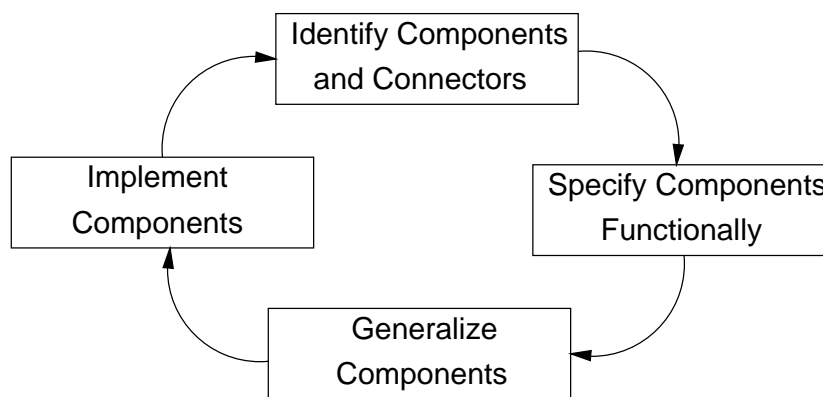 Identify Components
and Connectors
Implement
Components
Specify Components
Functionally
Generalize
Components